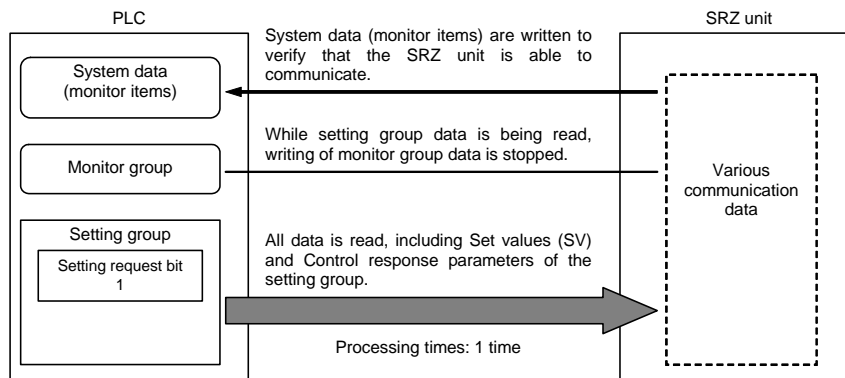 PLC
SRZ unit
System data (monitor items) are written to
verify that the SRZ unit is able to
communicate.
System data
(monitor items)
While setting group data is being read,
writing of monitor group data is stopped.
Monitor group
Various
communication
data
Setting group
Setting request bit
1
All data is read, including Set values (SV)
and Control response parameters of the
setting group.
Processing times: 1 time